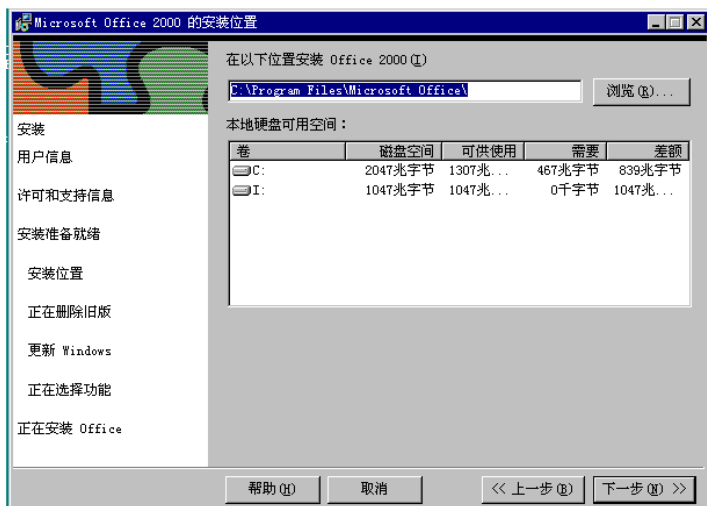 Microsoft Office 2000 的安装位置
在以下位置安装 Office 2000(I)
C:\Program Files\Microsoft Office\
浏览(R)...
本地硬盘可用空间：
卷 磁盘空间 可供使用 需要 差额
C: 2047兆字节 1307兆... 467兆字节 839兆字节
I: 1047兆字节 1047兆... 0千字节 1047兆...
安装
用户信息
许可和支持信息
安装准备就绪
安装位置
正在删除旧版
更新 Windows
正在选择功能
正在安装 Office
帮助(H)
取消
<< 上一步(B)
下一步(N) >>